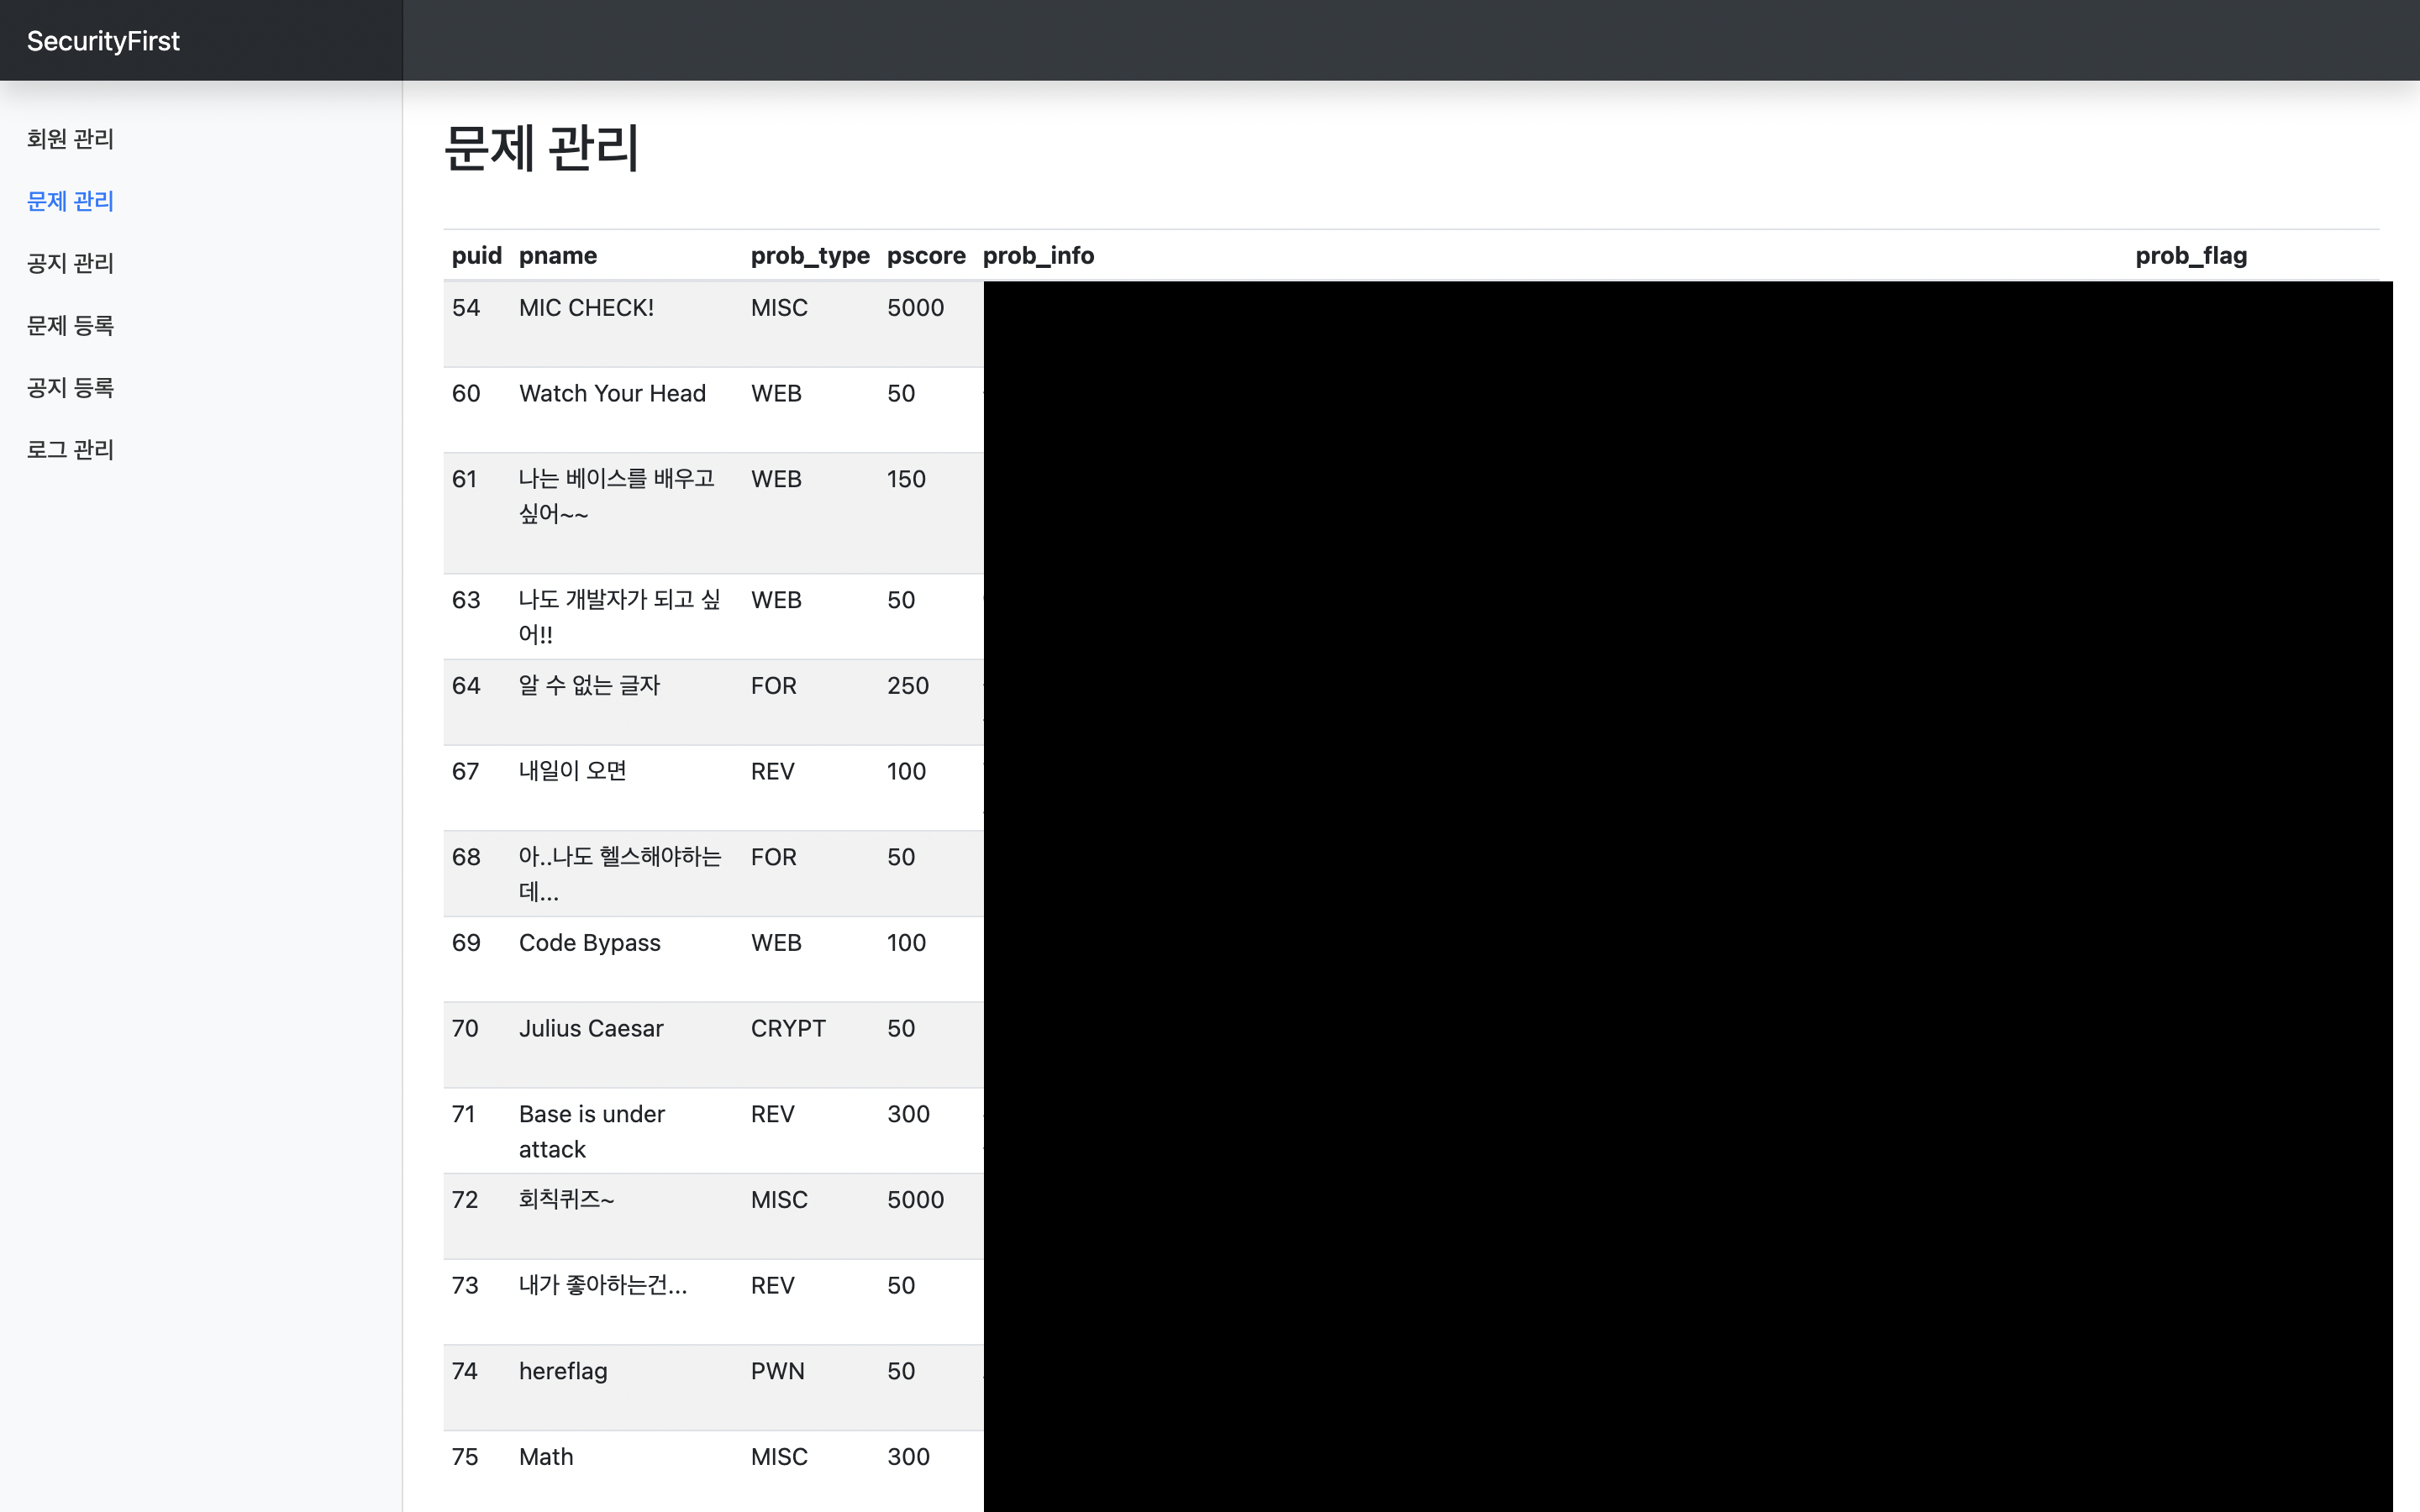 SecurityFirst
회원 관리
문제 관리
공지 관리
문제 등록
공지 등록
로그 관리
문제 관리
puid pname prob_type pscore prob_info prob_flag
54 MIC CHECK! MISC 5000
60 Watch Your Head WEB 50
61 나는 베이스를 배우고 WEB 150
싶어~~
63 나도 개발자가 되고 싶 WEB 50
어!!
64 알 수 없는 글자 FOR 250
67 내일이 오면 REV 100
68 아..나도 헬스해야하는 FOR 50
데...
69 Code Bypass WEB 100
70 Julius Caesar CRYPT 50
71 Base is under REV 300
attack
72 회칙퀴즈~ MISC 5000
73 내가 좋아하는건... REV 50
74 hereflag PWN 50
75 Math MISC 300